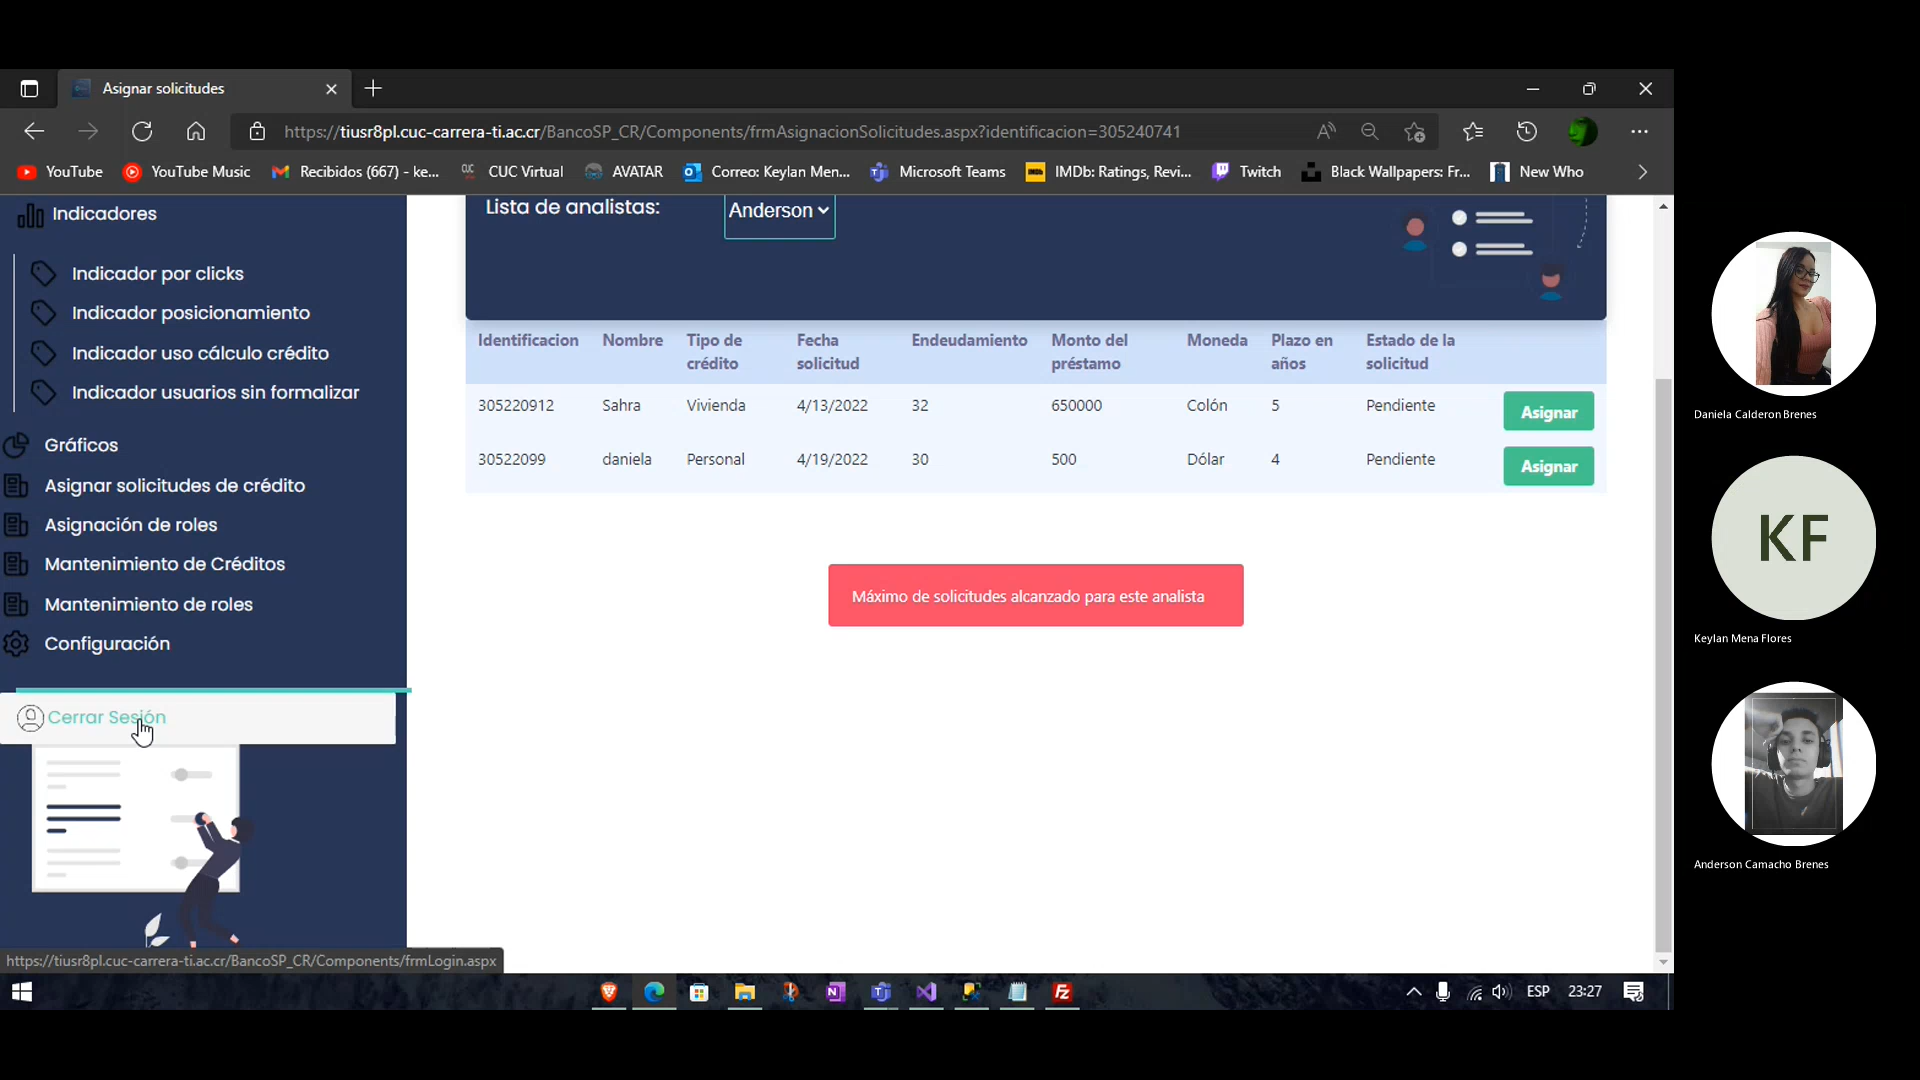 Asignar solicitudes
https://tiusr8pl.cuc-carrera-ti.ac.cr/BancoSP_CR/Components/frmAsignacionSolicitudes.aspx?identificacion=305240741
YouTube
YouTube Music
Recibidos (667) - ke...
CUC Virtual
AVATAR
Correo: Keylan Men...
Microsoft Teams
IMDb: Ratings, Revi...
Twitch
Black Wallpapers: Fr...
New Who
Indicadores
Indicador por clicks
Indicador posicionamiento
Indicador uso cálculo crédito
Indicador usuarios sin formalizar
Gráficos
Asignar solicitudes de crédito
Asignación de roles
Mantenimiento de Créditos
Mantenimiento de roles
Configuración
Cerrar Sesión
https://tiusr8pl.cuc-carrera-ti.ac.cr/BancoSP_CR/Components/frmLogin.aspx
Lista de analistas:
Anderson
Identificacion Nombre Tipo de crédito Fecha solicitud Endeudamiento Monto del préstamo Moneda Plazo en años Estado de la solicitud
305220912 Sahra Vivienda 4/13/2022 32 650000 Colón 5 Pendiente Asignar
30522099 daniela Personal 4/19/2022 30 500 Dólar 4 Pendiente Asignar
Máximo de solicitudes alcanzado para este analista
Daniela Calderon Brenes
KF
Keylan Mena Flores
Anderson Camacho Brenes
ESP
23:27